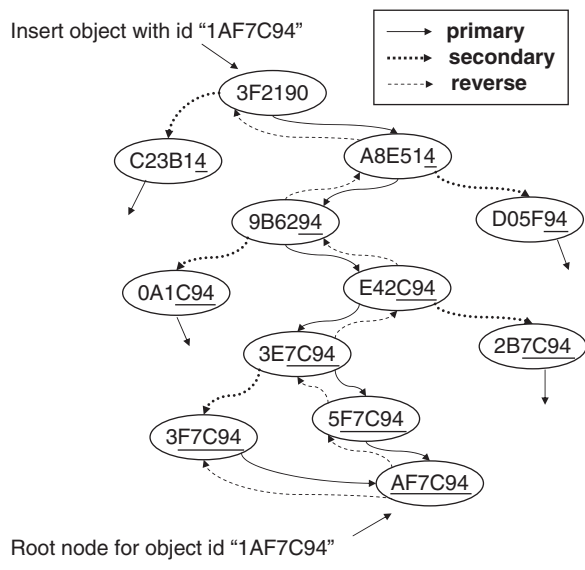 Insert object with id “1AF7C94”
primary
secondary
reverse
3F2190
C23B14
A8E514
9B6294
D05F94
0A1C94
E42C94
3E7C94
2B7C94
5F7C94
3F7C94
AF7C94
Root node for object id “1AF7C94”